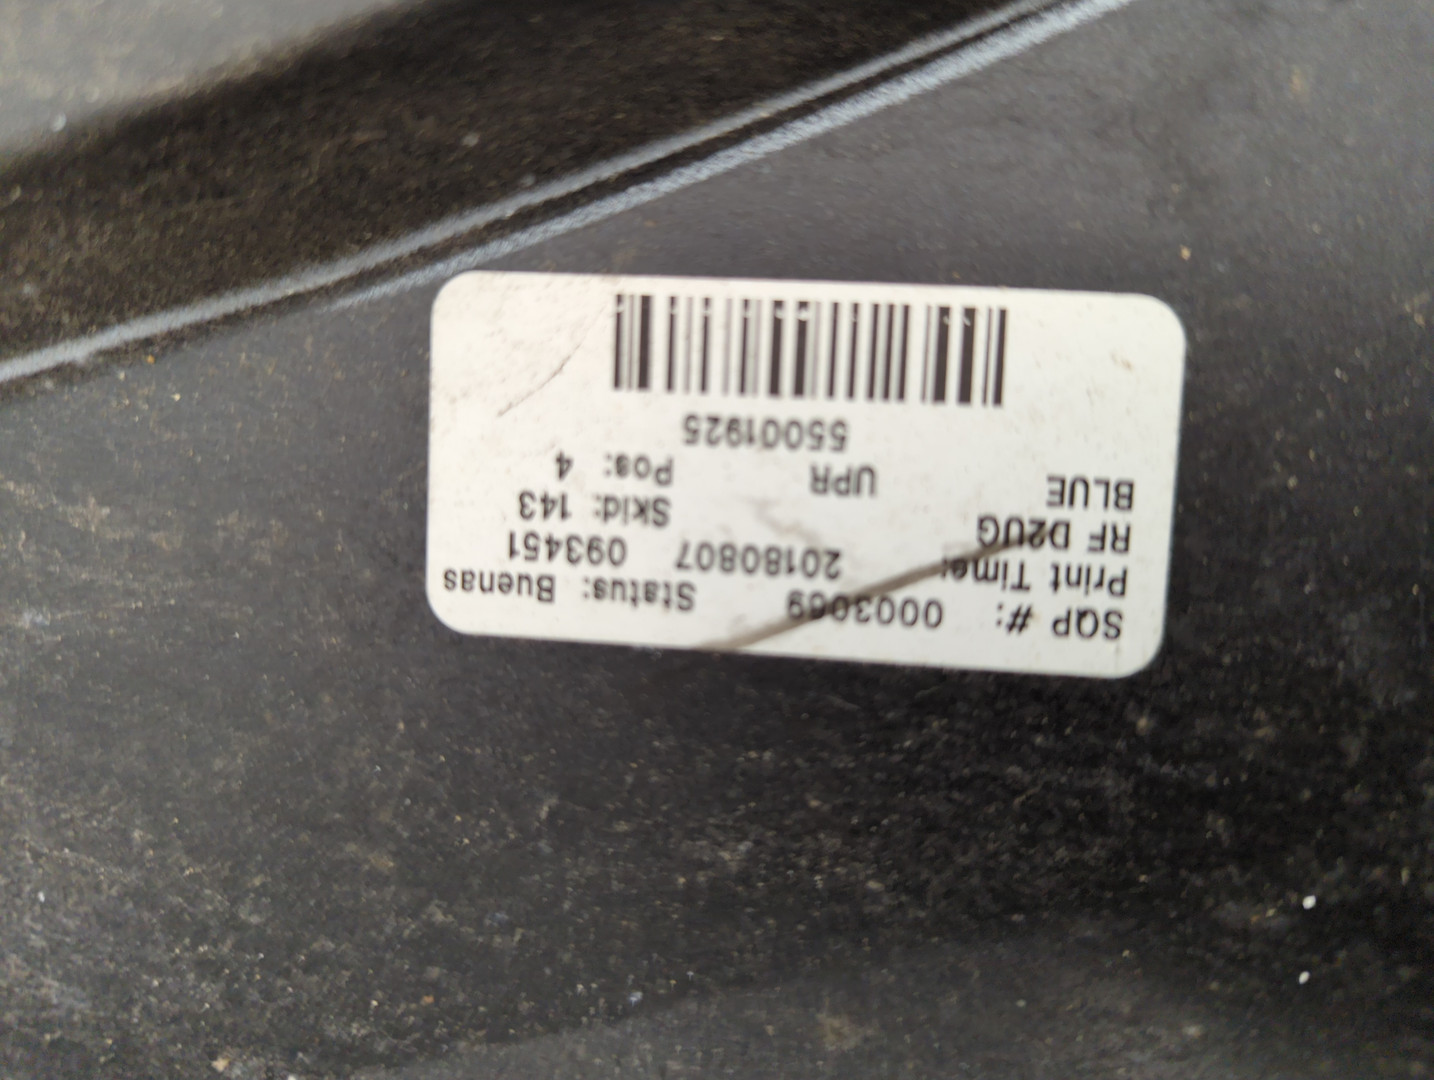 SQP #: 0003069 Status: Buenas
Print Time: 20180807 093451
RF D2UG Skid: 143
BLUE UPR Pos: 4
55001925